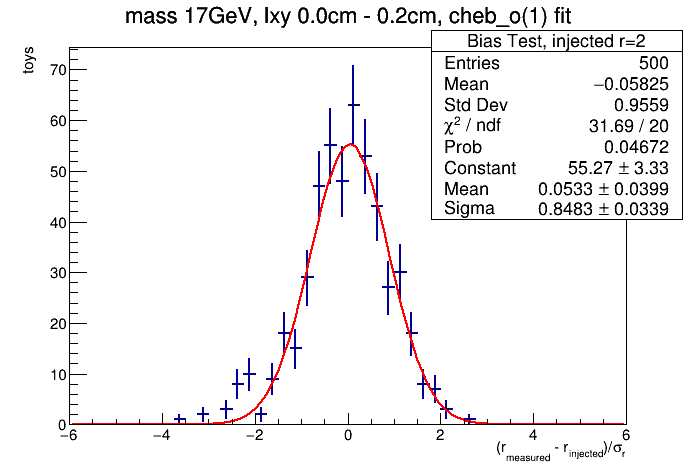 mass 17GeV, lxy 0.0cm - 0.2cm, cheb_o(1) fit
Bias Test, injected r=2
Entries 500
Mean −0.05825
Std Dev 0.9559
χ² / ndf 31.69 / 20
Prob 0.04672
Constant 55.27 ± 3.33
Mean 0.0533 ± 0.0399
Sigma 0.8483 ± 0.0339
toys
70
60
50
40
30
20
10
0
−6 −4 −2 0 2 4 6
(r_measured - r_injected)/σ_r